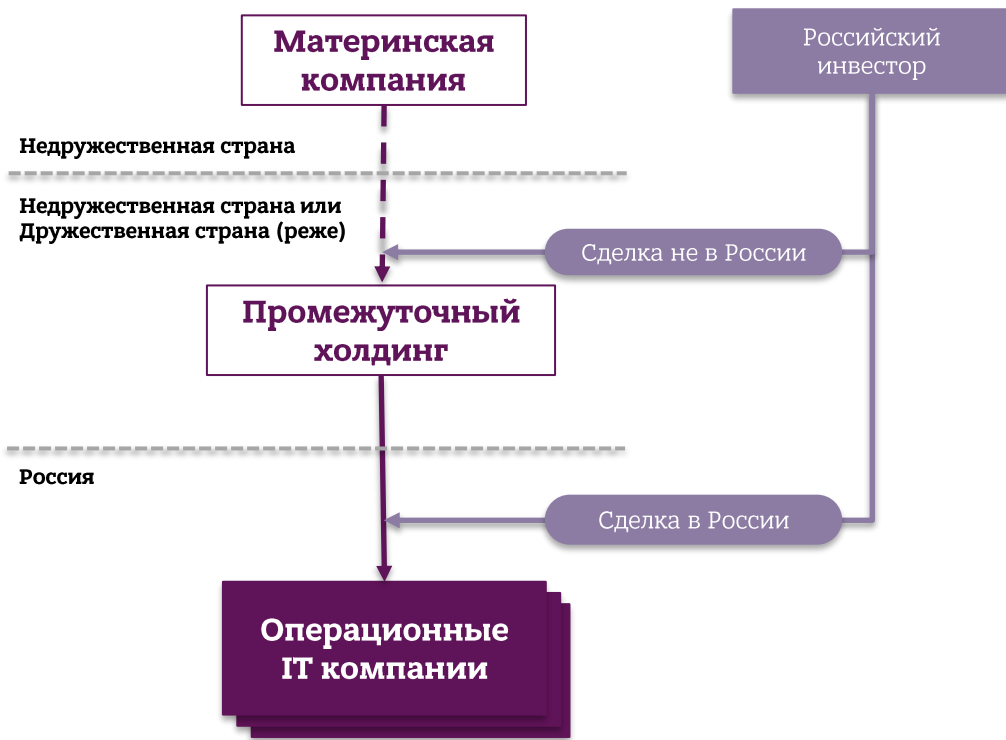 Материнская
компания
Российский
инвестор
Недружественная страна
Недружественная страна или
Дружественная страна (реже)
Сделка не в России
Промежуточный
холдинг
Россия
Сделка в России
Операционные
IT компании